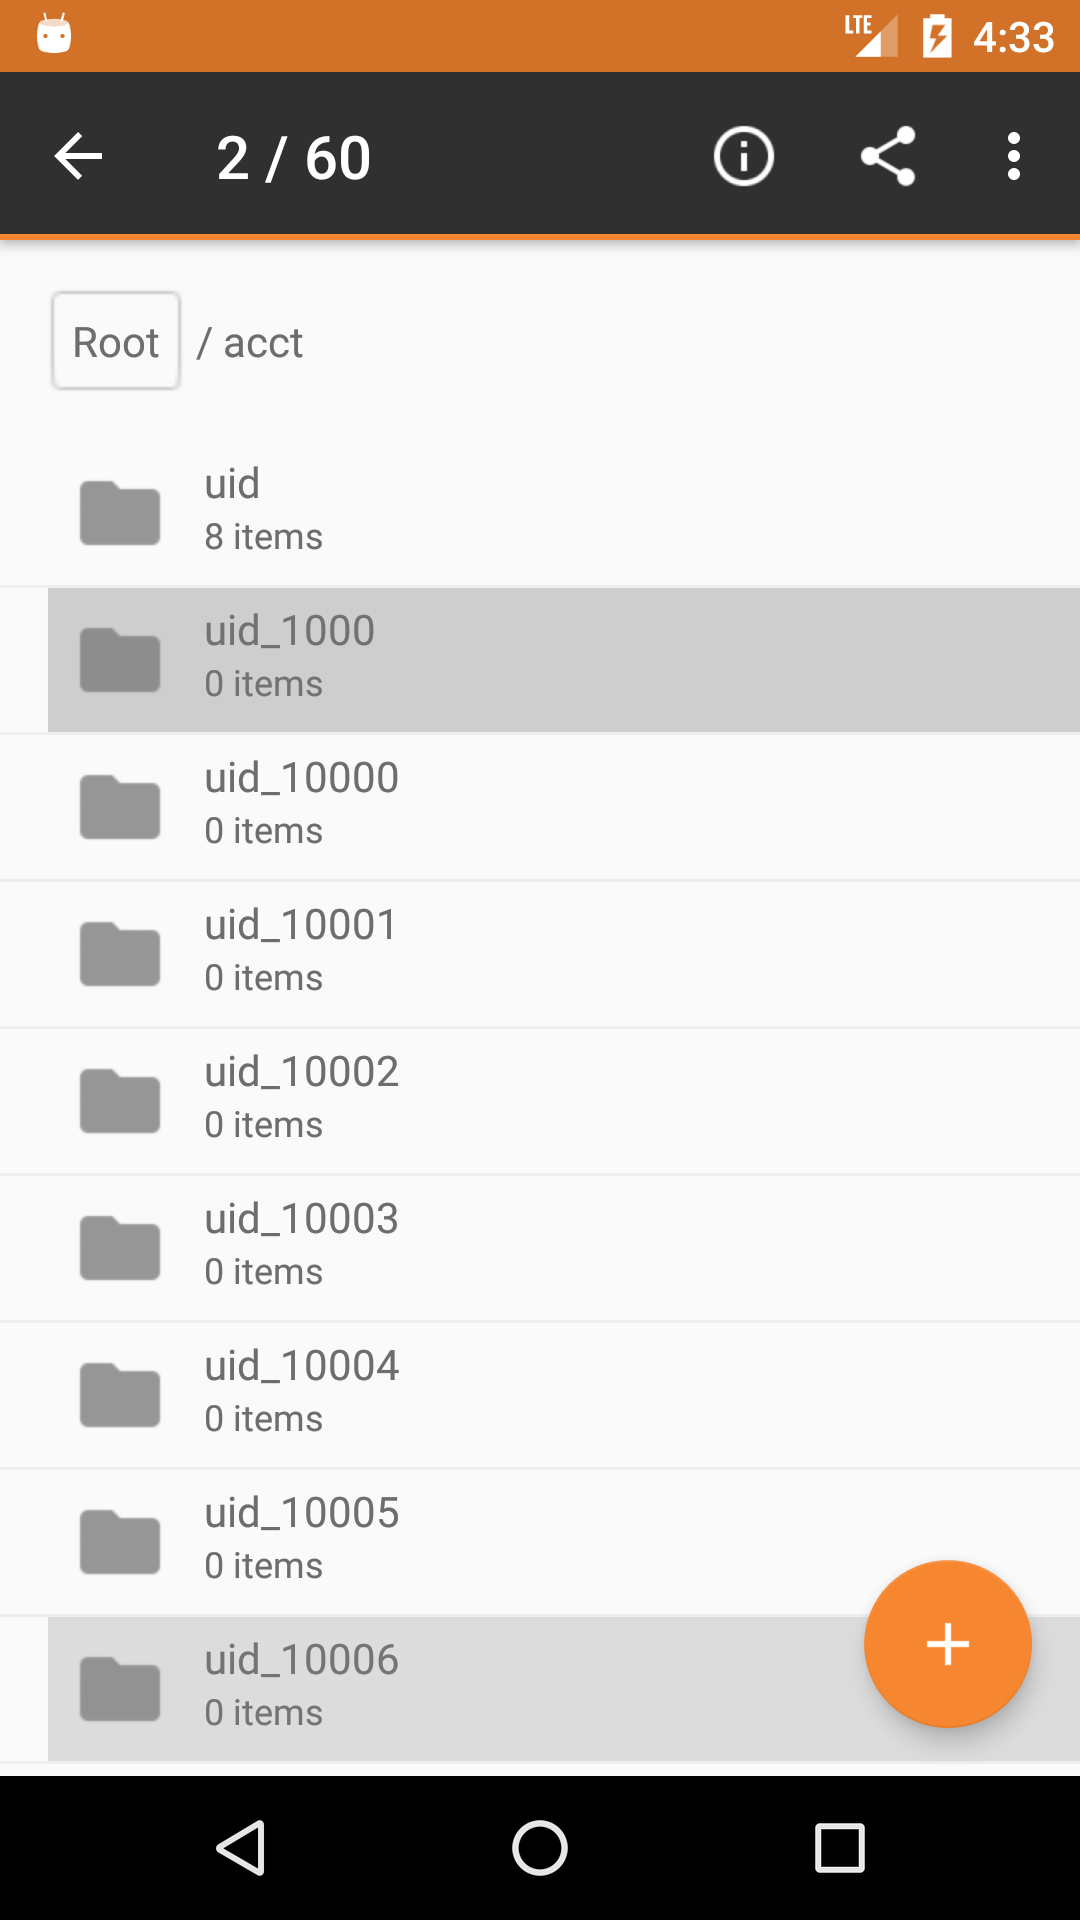 LTE 4:33
2 / 60
Root / acct
uid
8 items
uid_1000
0 items
uid_10000
0 items
uid_10001
0 items
uid_10002
0 items
uid_10003
0 items
uid_10004
0 items
uid_10005
0 items
uid_10006
0 items